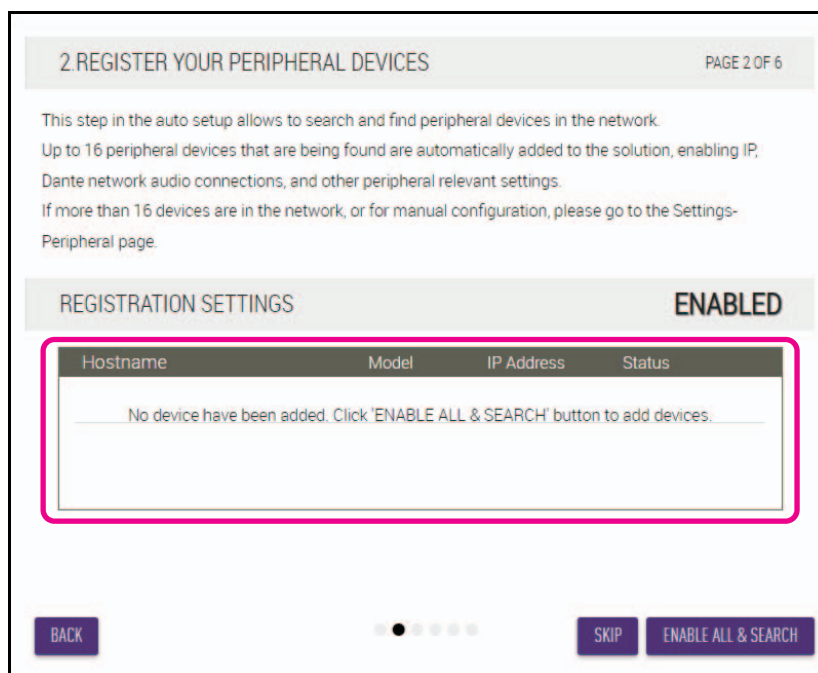 2.REGISTER YOUR PERIPHERAL DEVICES PAGE 2 OF 6
This step in the auto setup allows to search and find peripheral devices in the network.
Up to 16 peripheral devices that are being found are automatically added to the solution, enabling IP,
Dante network audio connections, and other peripheral relevant settings.
If more than 16 devices are in the network, or for manual configuration, please go to the Settings-
Peripheral page.
REGISTRATION SETTINGS ENABLED
Hostname Model IP Address Status
No device have been added. Click 'ENABLE ALL & SEARCH' button to add devices.
BACK SKIP ENABLE ALL & SEARCH